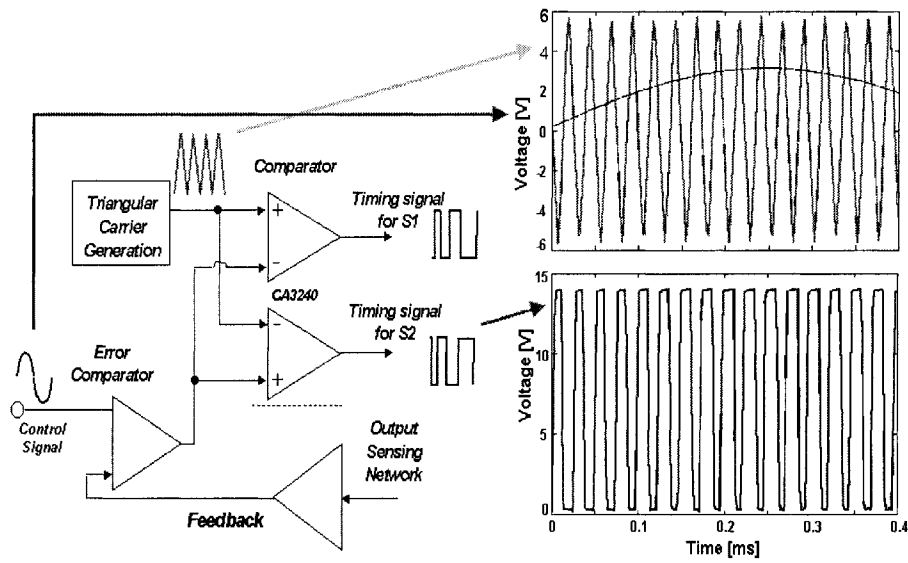 Triangular
Carrier
Generation
Comparator
+
-
CA3240
-
+
Timing signal
for S1
Timing signal
for S2
Error
Comparator
Control
Signal
Output
Sensing
Network
Feedback
Voltage [V]
6
4
2
0
-2
-4
6
Voltage [V]
15
10
5
0
0
0.1
0.2
0.3
0.4
Time [ms]